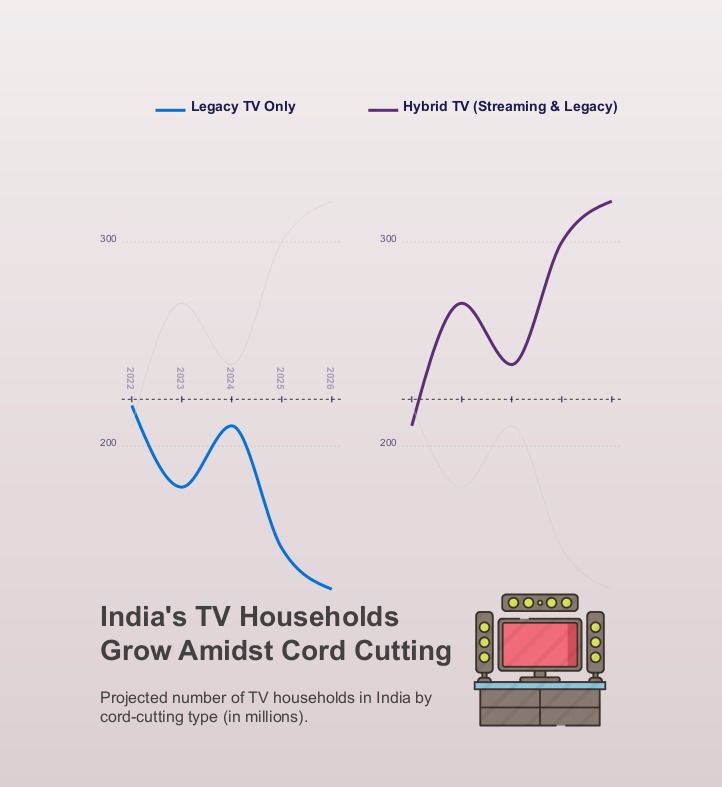 Legacy TV Only
Hybrid TV (Streaming & Legacy)
300
300
2022
2023
2024
2025
2026
200
200
India's TV Households
Grow Amidst Cord Cutting
Projected number of TV households in India by
cord-cutting type (in millions).